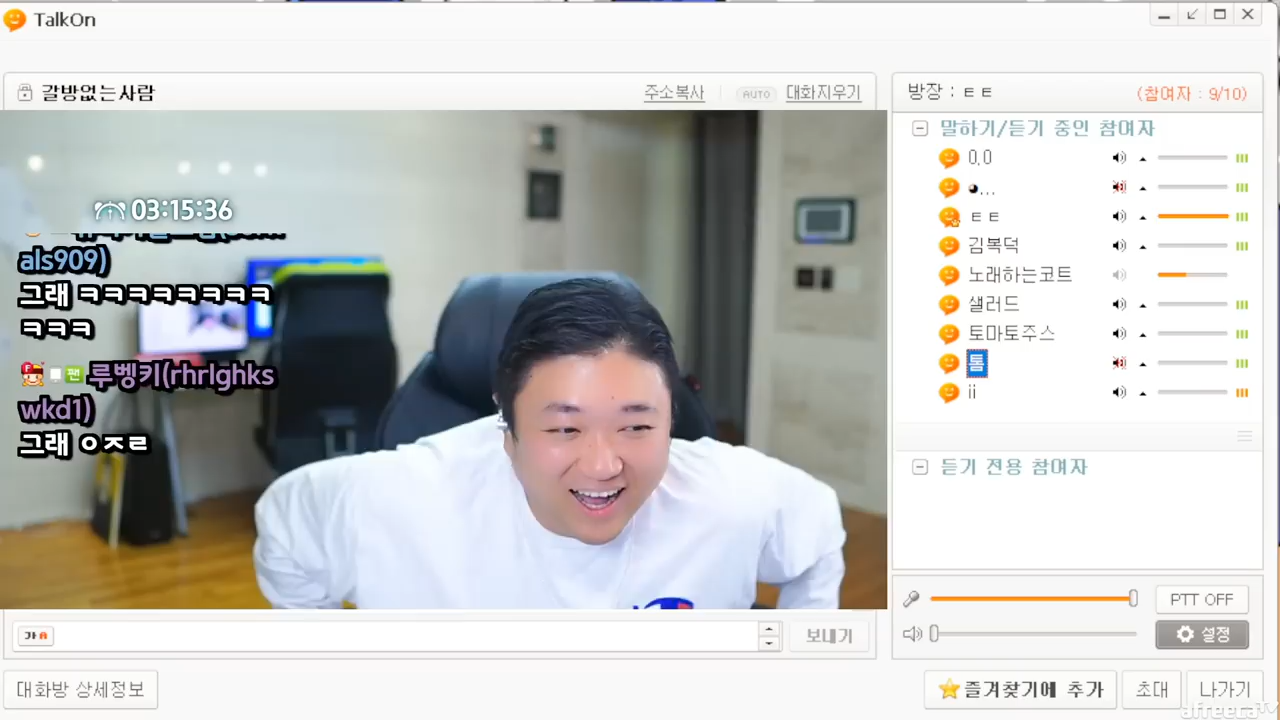 TalkOn
갈방없는사람
주소복사
AUTO
대화지우기
방장 : ㅌㅌ
(참여자 : 9/10)
말하기/듣기 중인 참여자
0,0
...
ㅌㅌ
김복덕
노래하는코트
샐러드
토마토주스
톰
ii
듣기 전용 참여자
03:15:36
als909)
그래 ㅋㅋㅋㅋㅋㅋㅋㅋ
ㅋㅋㅋ
팬 루벵키(rhrlghks
wkd1)
그래 ㅇㅈㄹ
가
보내기
PTT OFF
설정
대화방 상세정보
즐겨찾기에 추가
초대
나가기
afreecaTV